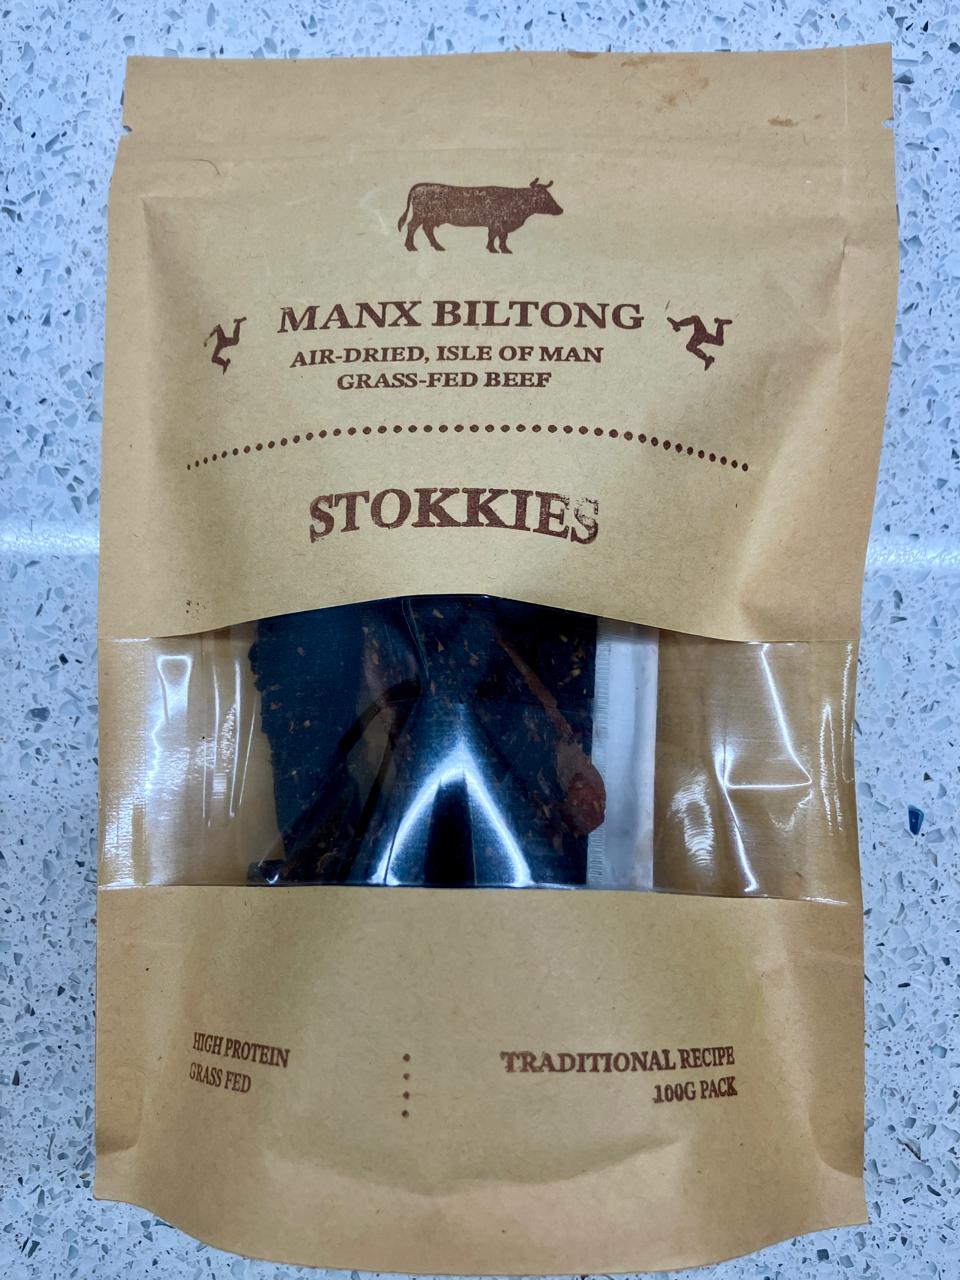 MANX BILTONG
AIR-DRIED, ISLE OF MAN
GRASS-FED BEEF
STOKKIES
HIGH PROTEIN
GRASS FED
TRADITIONAL RECIPE
100G PACK